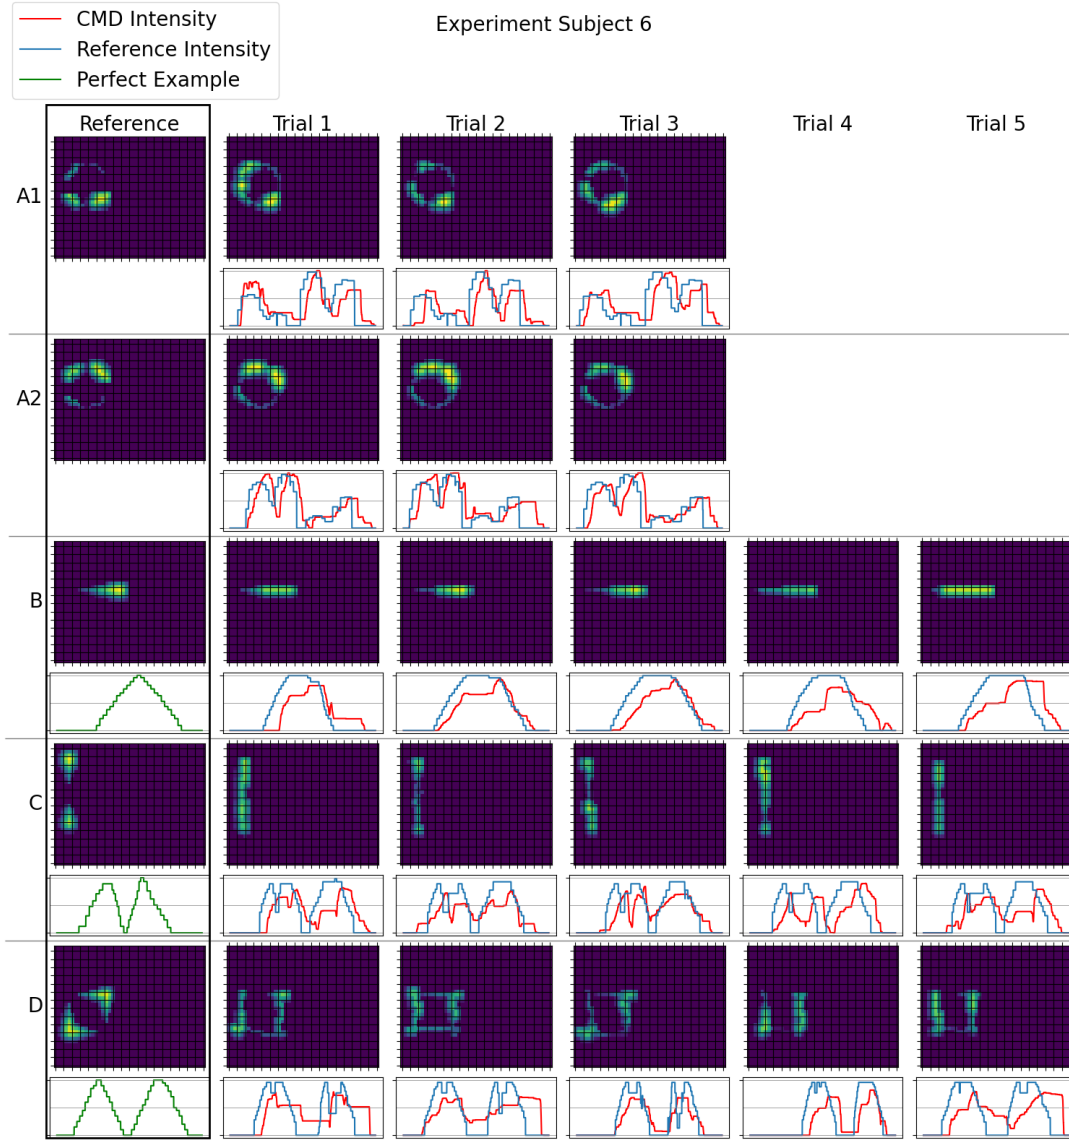 CMD Intensity
Reference Intensity
Perfect Example
Experiment Subject 6
Reference Trial 1 Trial 2 Trial 3 Trial 4 Trial 5
A1
A2
B
C
D